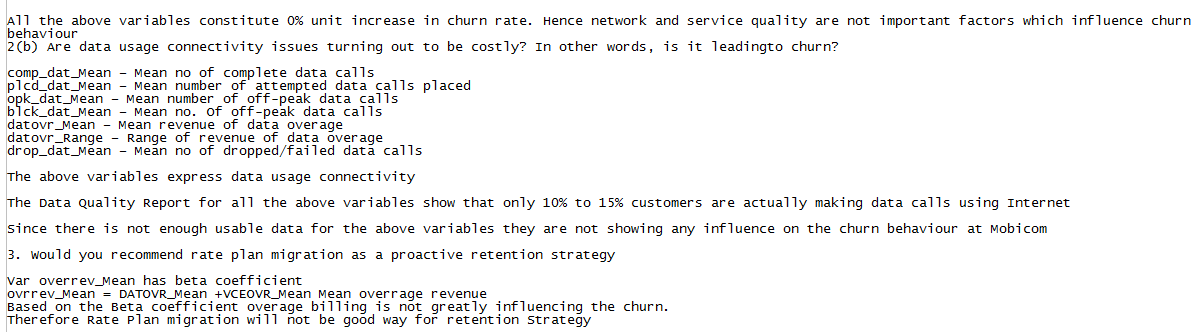 All the above variables constitute 0% unit increase in churn rate. Hence network and service quality are not important factors which influence churn
behaviour
2(b) Are data usage connectivity issues turning out to be costly? In other words, is it leadingto churn?
comp_dat_Mean – Mean no of complete data calls
plcd_dat_Mean – Mean number of attempted data calls placed
opk_dat_Mean – Mean number of off-peak data calls
blck_dat_Mean – Mean no. Of off-peak data calls
datovr_Mean – Mean revenue of data overage
datovr_Range – Range of revenue of data overage
drop_dat_Mean – Mean no of dropped/failed data calls
The above variables express data usage connectivity
The Data Quality Report for all the above variables show that only 10% to 15% customers are actually making data calls using Internet
Since there is not enough usable data for the above variables they are not showing any influence on the churn behaviour at Mobicom
3. Would you recommend rate plan migration as a proactive retention strategy
Var overrev_Mean has beta coefficient
ovrrev_Mean = DATOVR_Mean +VCEOVR_Mean Mean overrage revenue
Based on the Beta coefficient overage billing is not greatly influencing the churn.
Therefore Rate Plan migration will not be good way for retention Strategy